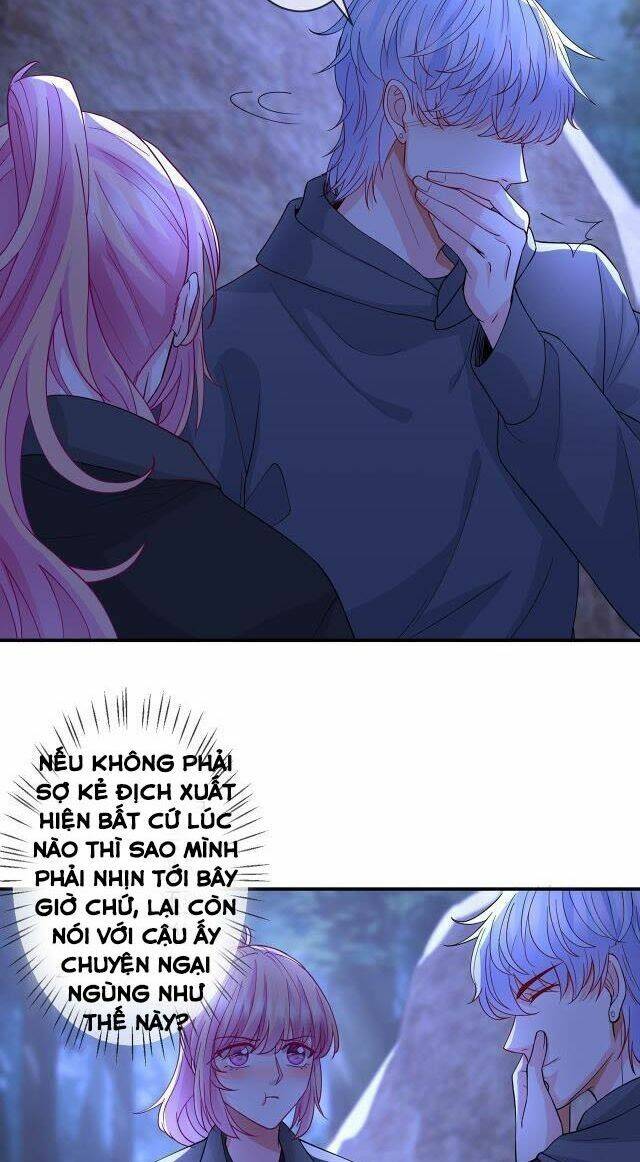 NẾU KHÔNG PHẢI
SỢ KẺ ĐỊCH XUẤT
HIỆN BẤT CỨ LÚC
NÀO THÌ SAO MÌNH
PHẢI NHỊN TỚI BÂY
GIỜ CHỨ, LẠI CÒN
NÓI VỚI CẬU ẤY
CHUYỆN NGẠI
NGÙNG NHƯ
THẾ NÀY?